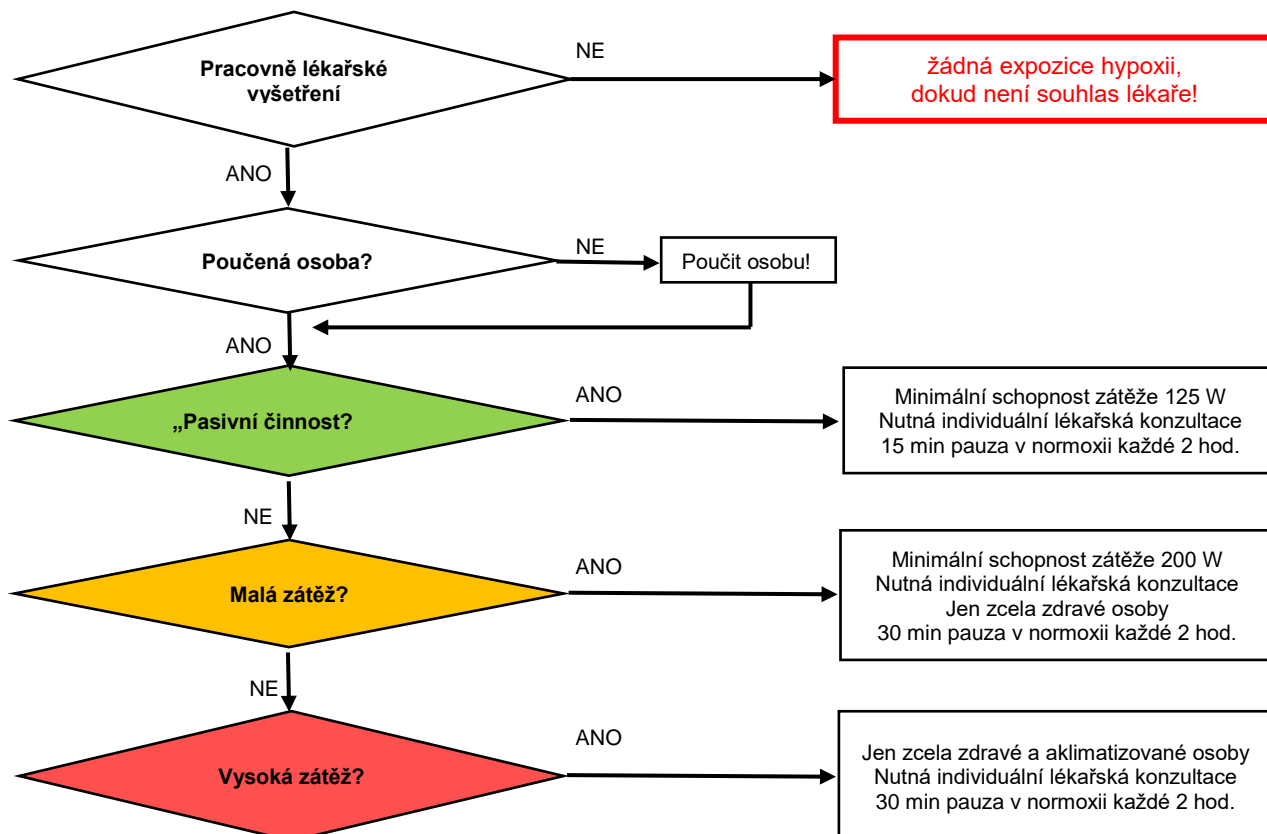 Pracovně lékařské
vyšetření
NE
žádná expozice hypoxii,
dokud není souhlas lékaře!
ANO
Poučená osoba?
NE
Poučit osobu!
ANO
„Pasivní činnost?
ANO
Minimální schopnost zátěže 125 W
Nutná individuální lékařská konzultace
15 min pauza v normoxii každé 2 hod.
NE
Malá zátěž?
ANO
Minimální schopnost zátěže 200 W
Nutná individuální lékařská konzultace
Jen zcela zdravé osoby
30 min pauza v normoxii každé 2 hod.
NE
Vysoká zátěž?
ANO
Jen zcela zdravé a aklimatizované osoby
Nutná individuální lékařská konzultace
30 min pauza v normoxii každé 2 hod.